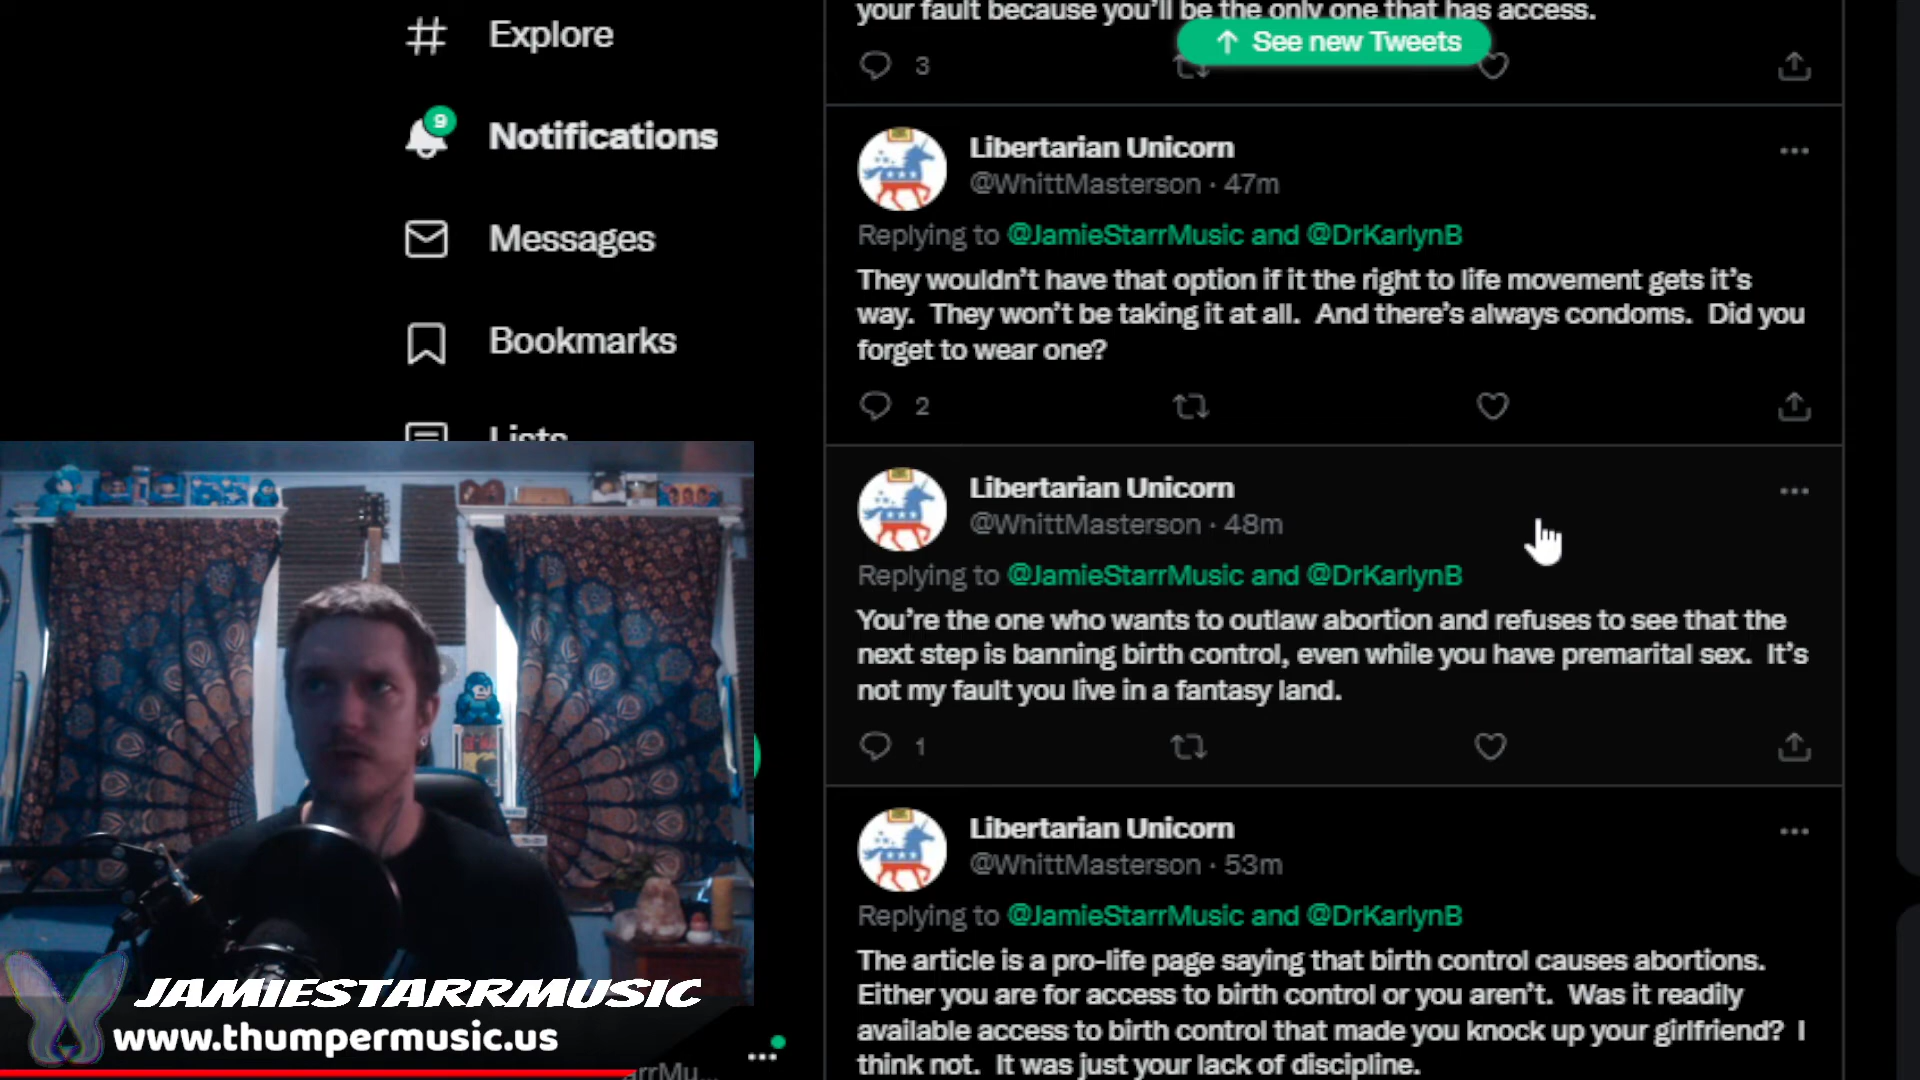 your fault because you'll be the only one that has access.
Explore
See new Tweets
3
9
Notifications
Libertarian Unicorn
@WhittMasterson · 47m
Messages
Replying to @JamieStarrMusic and @DrKarlynB
They wouldn't have that option if it the right to life movement gets it's
way.  They won't be taking it at all.  And there's always condoms.  Did you
forget to wear one?
Bookmarks
2
Lists
Libertarian Unicorn
@WhittMasterson · 48m
Replying to @JamieStarrMusic and @DrKarlynB
You're the one who wants to outlaw abortion and refuses to see that the
next step is banning birth control, even while you have premarital sex.  It's
not my fault you live in a fantasy land.
1
Libertarian Unicorn
@WhittMasterson · 53m
Replying to @JamieStarrMusic and @DrKarlynB
The article is a pro-life page saying that birth control causes abortions.
Either you are for access to birth control or you aren't.  Was it readily
available access to birth control that made you knock up your girlfriend?  I
think not.  It was just your lack of discipline.
JAMIESTARRMUSIC
www.thumpermusic.us
arrMu...